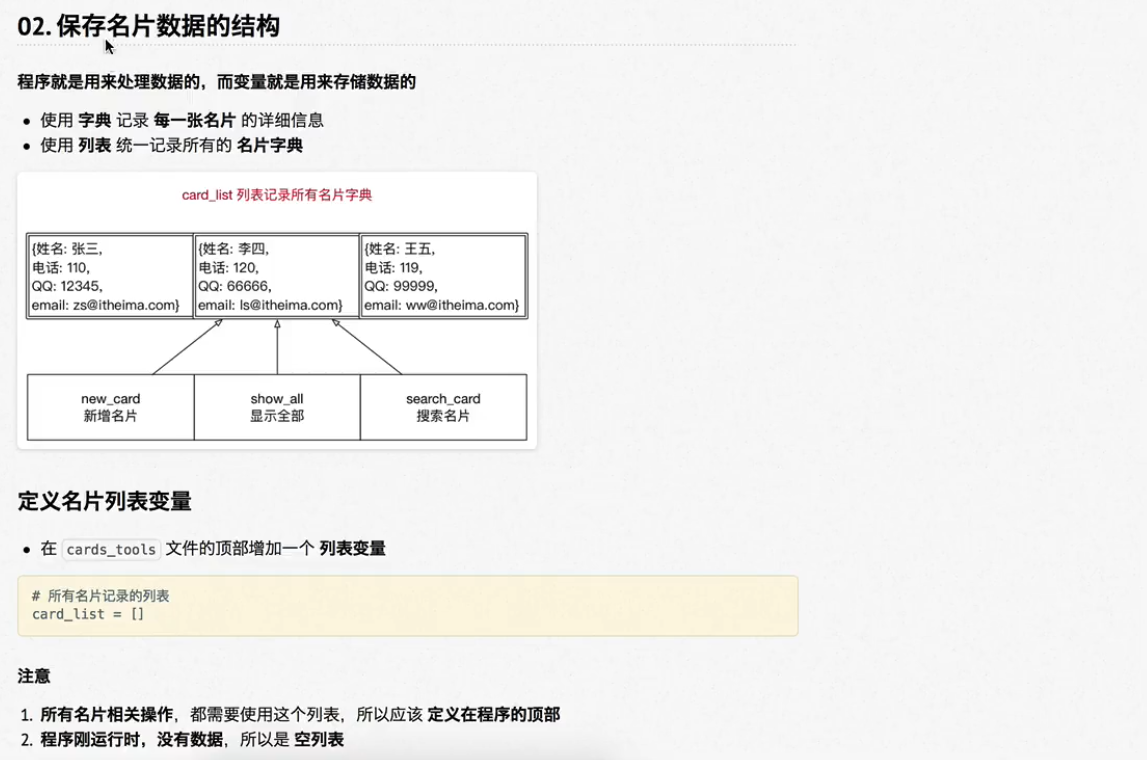 02. 保存名片数据的结构
程序就是用来处理数据的，而变量就是用来存储数据的
• 使用 字典 记录 每一张名片 的详细信息
• 使用 列表 统一记录所有的 名片字典
card_list 列表记录所有名片字典
{姓名: 张三,
电话: 110,
QQ: 12345,
email: zs@itheima.com}
{姓名: 李四,
电话: 120,
QQ: 66666,
email: ls@itheima.com}
{姓名: 王五,
电话: 119,
QQ: 99999,
email: ww@itheima.com}
new_card
新增名片
show_all
显示全部
search_card
搜索名片
定义名片列表变量
• 在 cards_tools 文件的顶部增加一个 列表变量
# 所有名片记录的列表
card_list = []
注意
1. 所有名片相关操作，都需要使用这个列表，所以应该 定义在程序的顶部
2. 程序刚运行时，没有数据，所以是 空列表